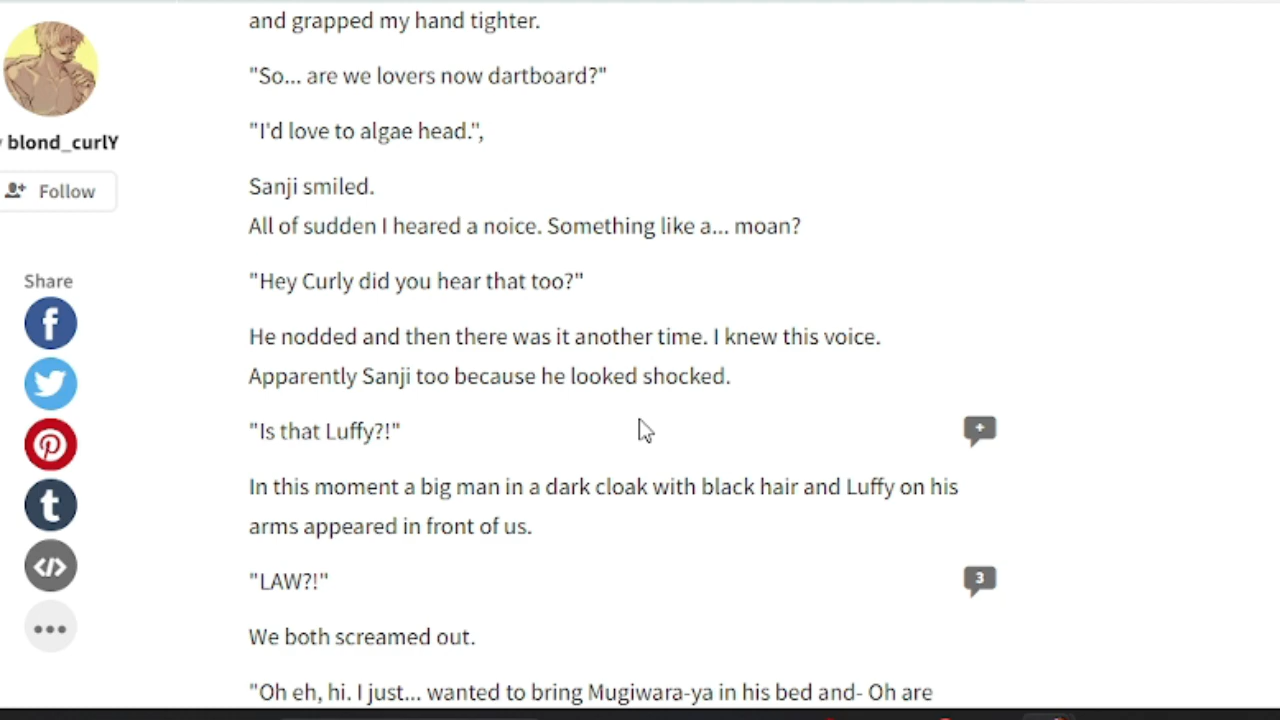 and grapped my hand tighter.
"So... are we lovers now dartboard?"
"I'd love to algae head.",
blond_curlY
Sanji smiled.
Follow
All of sudden I heared a noice. Something like a... moan?
Share
"Hey Curly did you hear that too?"
He nodded and then there was it another time. I knew this voice.
Apparently Sanji too because he looked shocked.
"Is that Luffy?!"
+
In this moment a big man in a dark cloak with black hair and Luffy on his
arms appeared in front of us.
"LAW?!"
3
We both screamed out.
"Oh eh, hi. I just... wanted to bring Mugiwara-ya in his bed and- Oh are